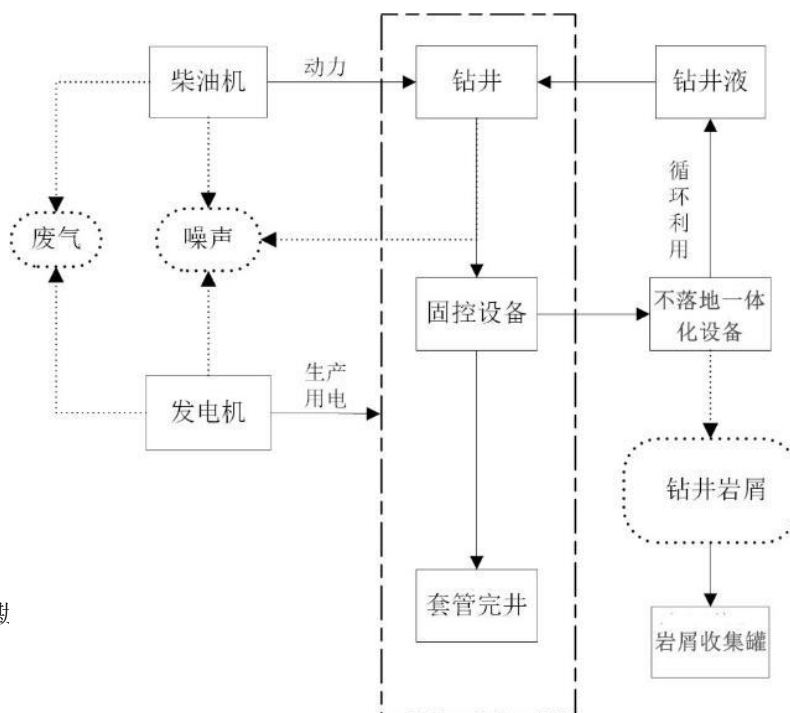 柴油机
动力
钻井
钻井液
循
环
利
用
废气
噪声
固控设备
不落地一体
化设备
发电机
生产
用电
钻井岩屑
套管完井
岩屑收集罐